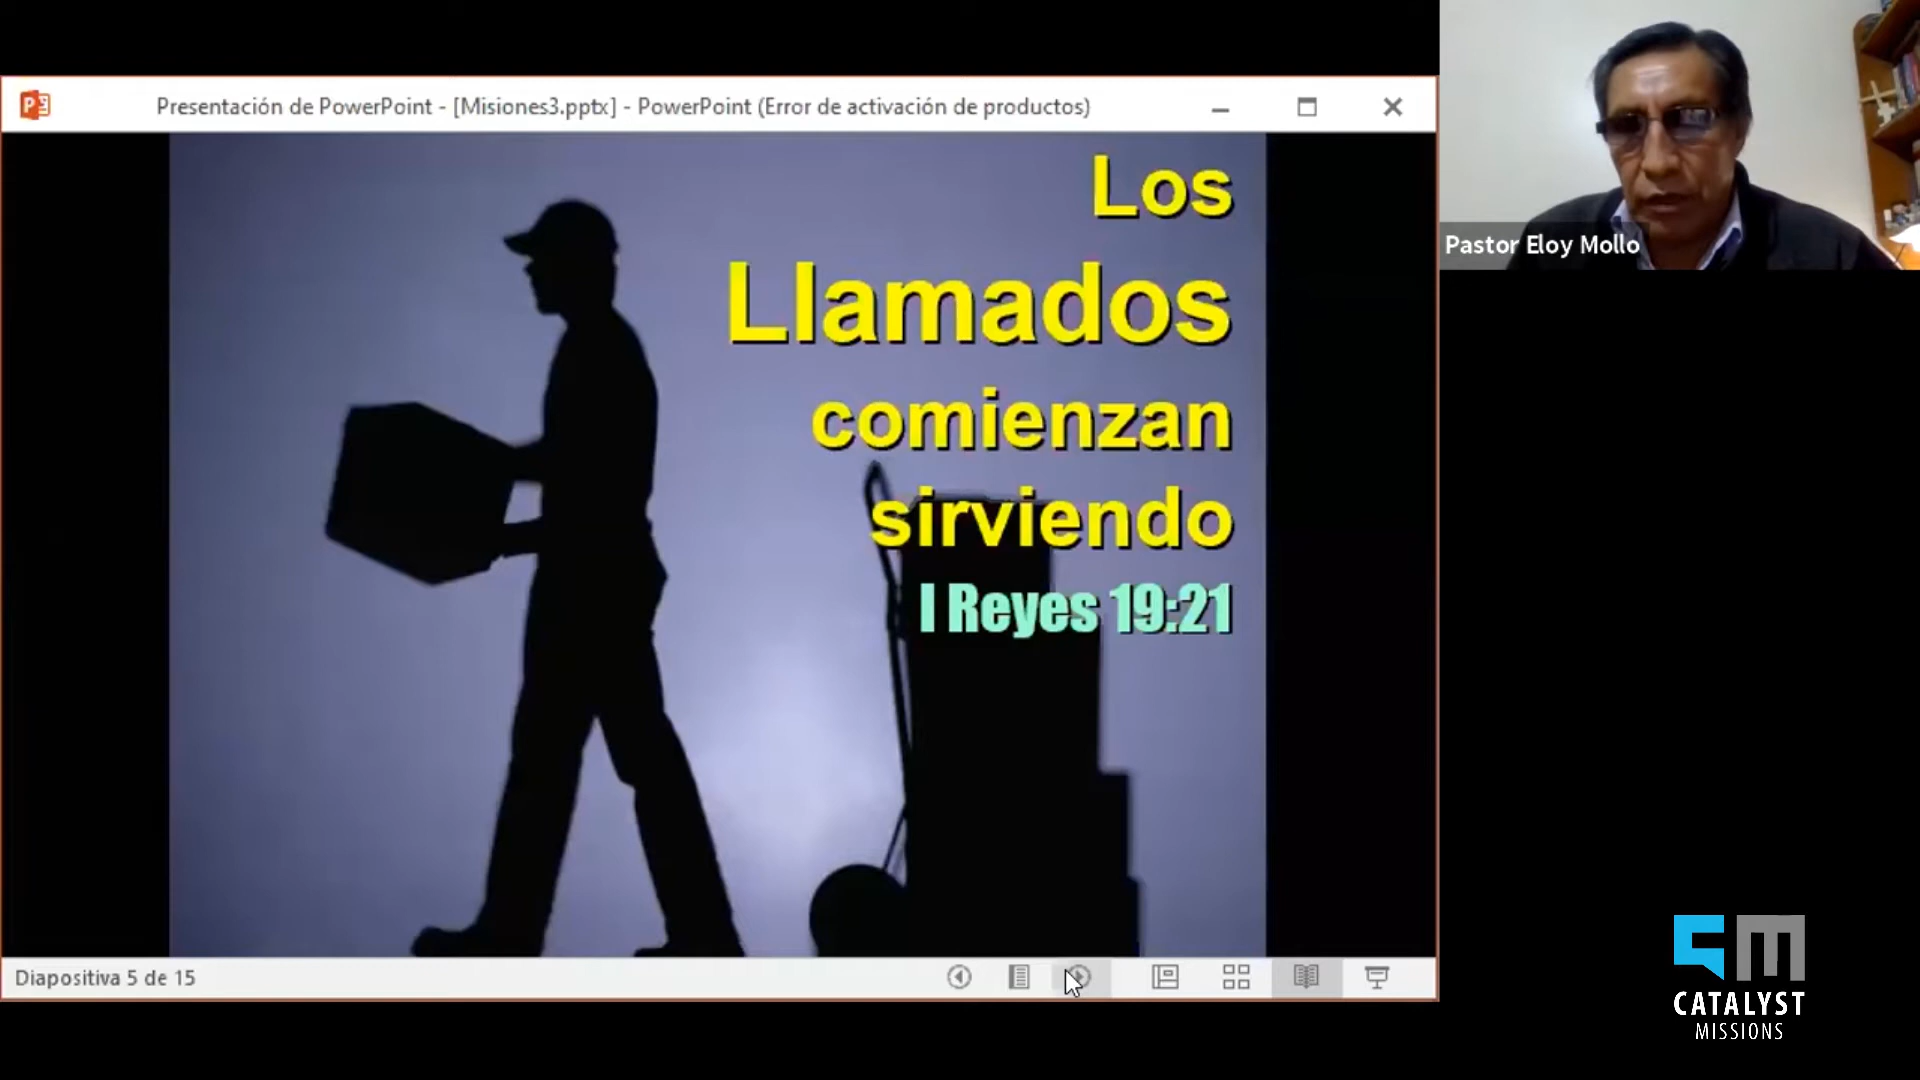 Presentación de PowerPoint - [Misiones3.pptx] - PowerPoint (Error de activación de productos)
Los
Llamados
comienzan
sirviendo
I Reyes 19:21
Diapositiva 5 de 15
Pastor Eloy Mollo
CATALYST
MISSIONS